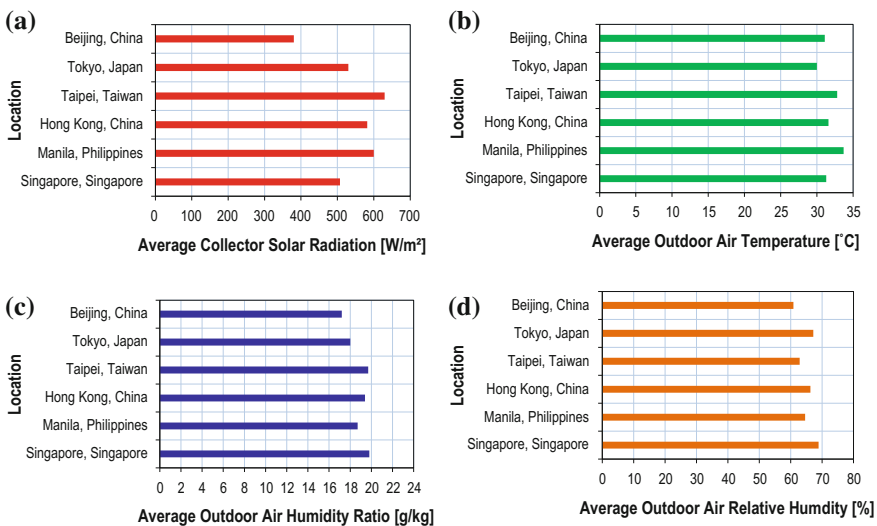 (a)
Location
Beijing, China
Tokyo, Japan
Taipei, Taiwan
Hong Kong, China
Manila, Philippines
Singapore, Singapore
0 100 200 300 400 500 600 700
Average Collector Solar Radiation [W/m²]
(b)
Location
Beijing, China
Tokyo, Japan
Taipei, Taiwan
Hong Kong, China
Manila, Philippines
Singapore, Singapore
0 5 10 15 20 25 30 35
Average Outdoor Air Temperature [˚C]
(c)
Location
Beijing, China
Tokyo, Japan
Taipei, Taiwan
Hong Kong, China
Manila, Philippines
Singapore, Singapore
0 2 4 6 8 10 12 14 16 18 20 22 24
Average Outdoor Air Humidity Ratio [g/kg]
(d)
Location
Beijing, China
Tokyo, Japan
Taipei, Taiwan
Hong Kong, China
Manila, Philippines
Singapore, Singapore
0 10 20 30 40 50 60 70 80
Average Outdoor Air Relative Humdity [%]